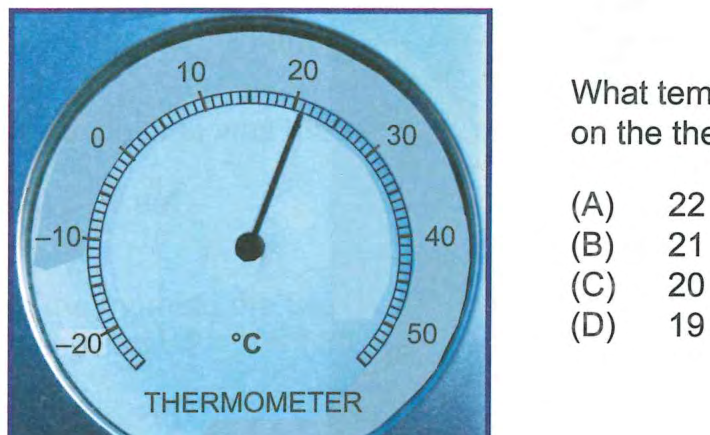 10 20
0 30
–10 40
–20 50
°C
THERMOMETER
What tem
on the the
(A) 22
(B) 21
(C) 20
(D) 19